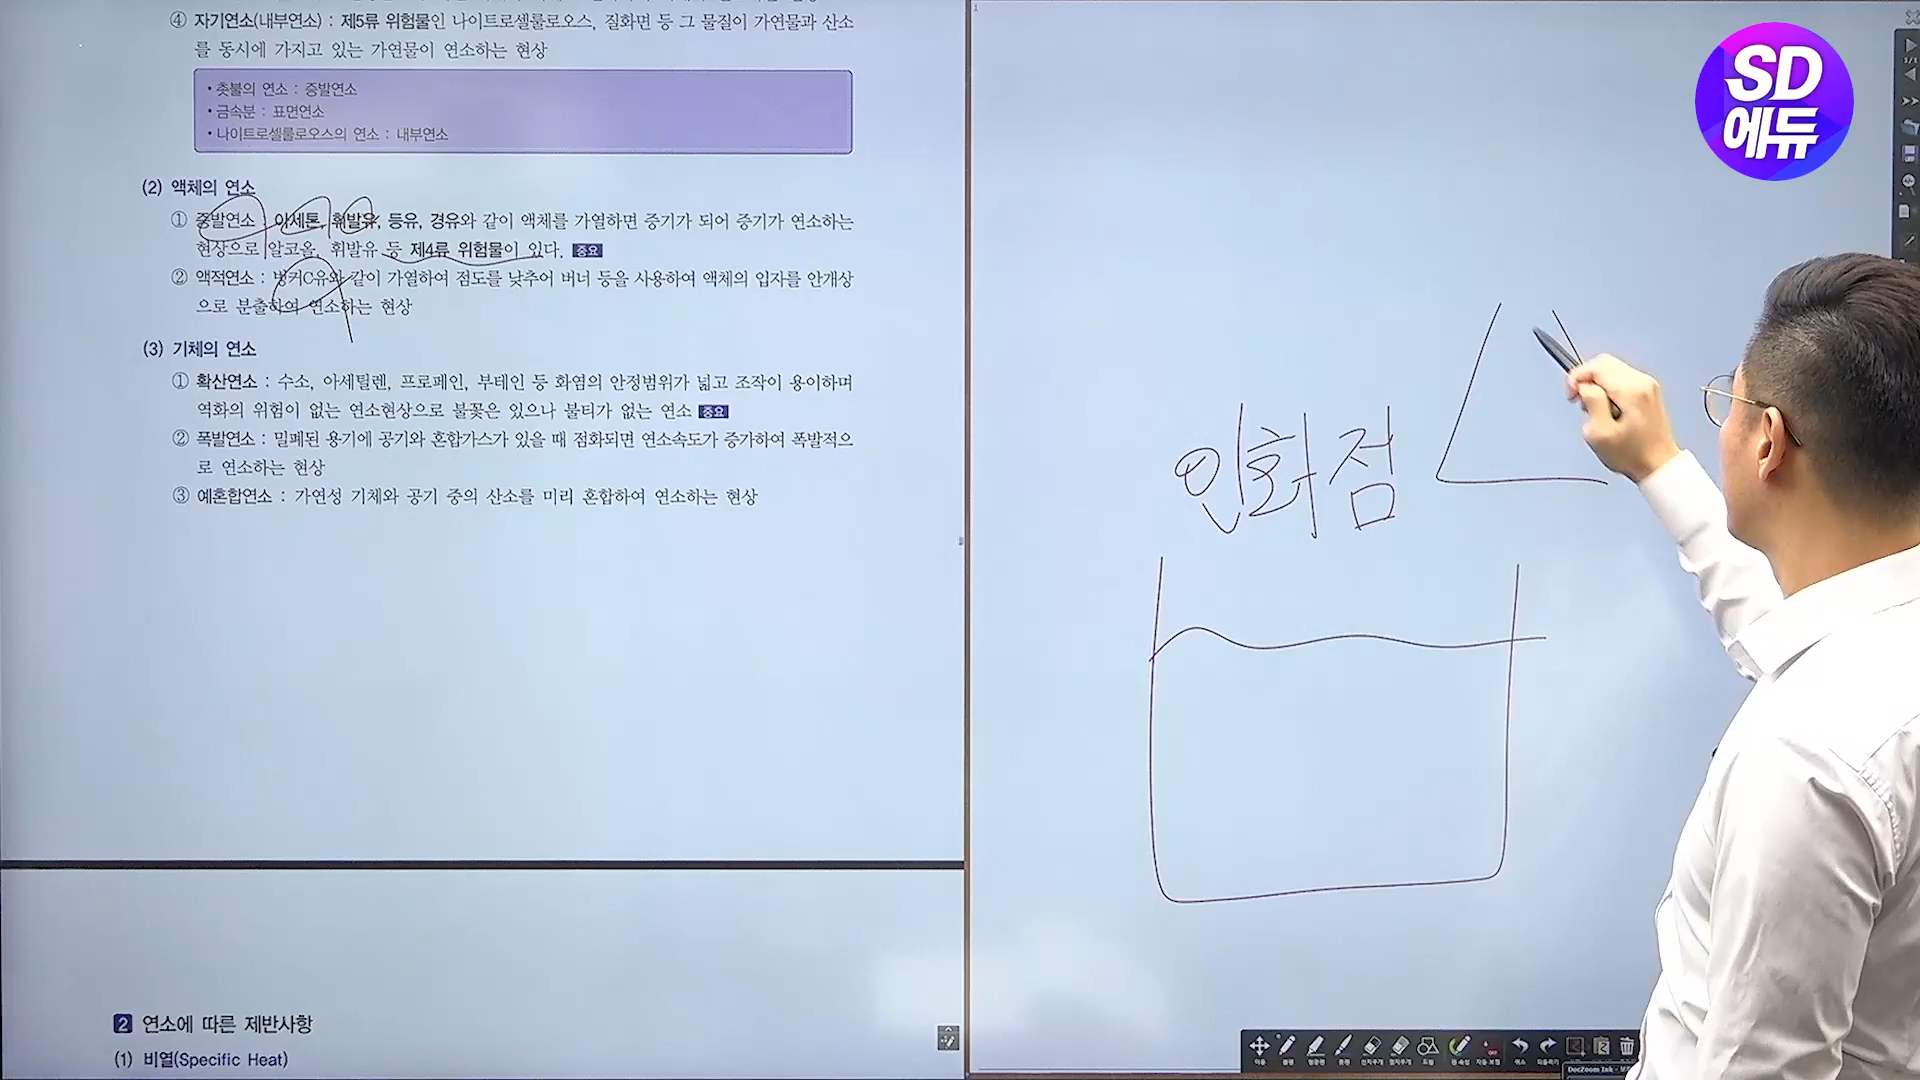 ④ 자기연소(내부연소) : 제5류 위험물인 나이트로셀룰로오스, 질화면 등 그 물질이 가연물과 산소
를 동시에 가지고 있는 가연물이 연소하는 현상
• 촛불의 연소 : 증발연소
• 금속분 : 표면연소
• 나이트로셀룰로오스의 연소 : 내부연소
(2) 액체의 연소
① 증발연소 : 아세톤, 휘발유, 등유, 경유와 같이 액체를 가열하면 증기가 되어 증기가 연소하는
현상으로 알코올, 휘발유 등 제4류 위험물이 있다. 중요
② 액적연소 : 벙커C유와 같이 가열하여 점도를 낮추어 버너 등을 사용하여 액체의 입자를 안개상
으로 분출하여 연소하는 현상
(3) 기체의 연소
① 확산연소 : 수소, 아세틸렌, 프로페인, 부테인 등 화염의 안정범위가 넓고 조작이 용이하며
역화의 위험이 없는 연소현상으로 불꽃은 있으나 불티가 없는 연소 중요
② 폭발연소 : 밀폐된 용기에 공기와 혼합가스가 있을 때 점화되면 연소속도가 증가하여 폭발적으
로 연소하는 현상
③ 예혼합연소 : 가연성 기체와 공기 중의 산소를 미리 혼합하여 연소하는 현상
2 연소에 따른 제반사항
(1) 비열(Specific Heat)
인화점
SD
에듀